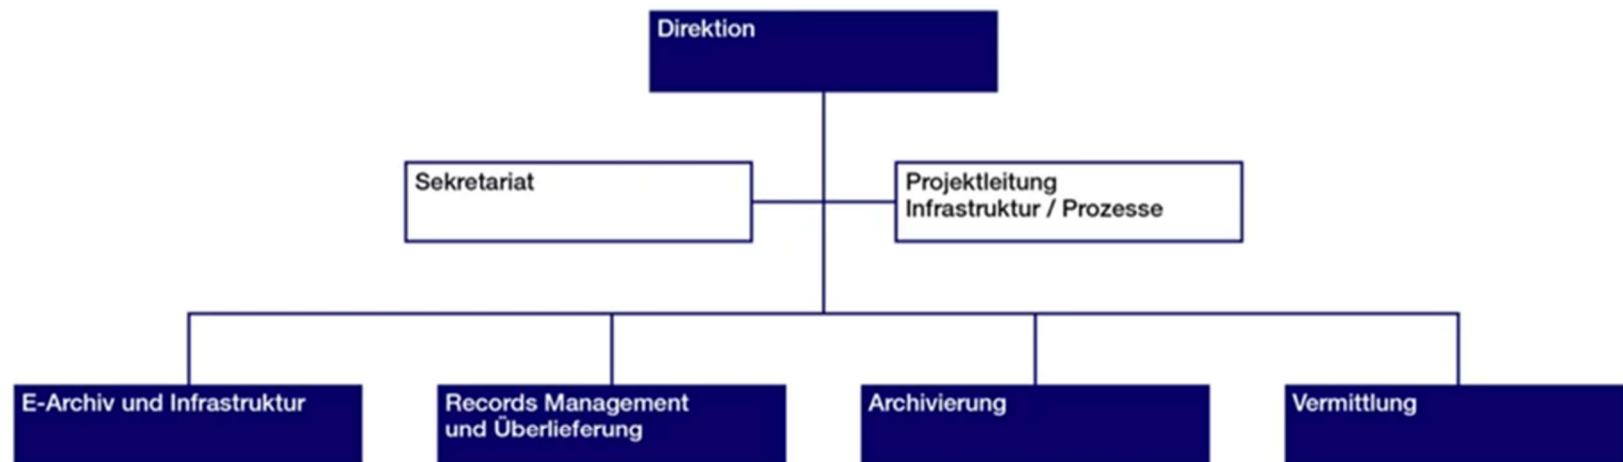 Direktion
Sekretariat
Projektleitung
Infrastruktur / Prozesse
E-Archiv und Infrastruktur
Records Management
und Überlieferung
Archivierung
Vermittlung